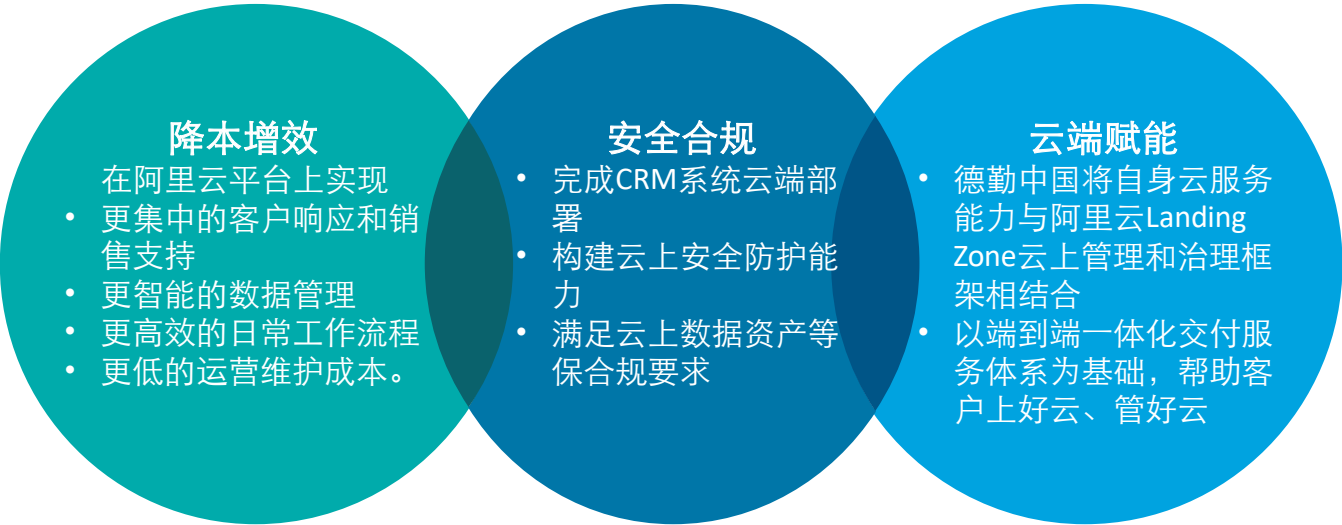 降本增效
在阿里云平台上实现
• 更集中的客户响应和销
售支持
• 更智能的数据管理
• 更高效的日常工作流程
• 更低的运营维护成本。
安全合规
• 完成CRM系统云端部
署
• 构建云上安全防护能
力
• 满足云上数据资产等
保合规要求
云端赋能
• 德勤中国将自身云服务
能力与阿里云Landing
Zone云上管理和治理框
架相结合
• 以端到端一体化交付服
务体系为基础，帮助客
户上好云、管好云